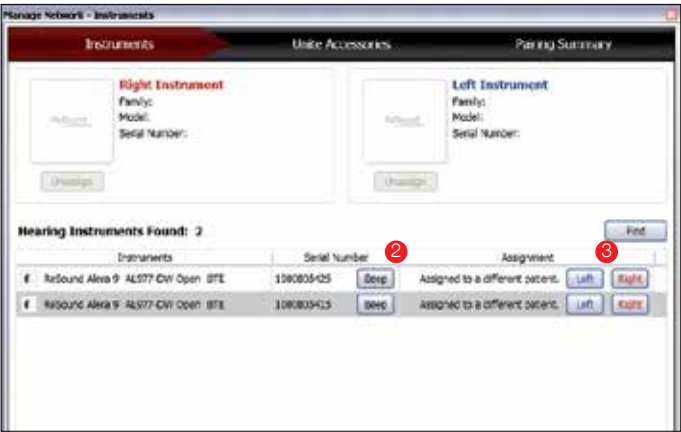 Manage Network - Instruments
Instruments
Unite Accessories
Pairing Summary
Right Instrument
Family:
Model:
Serial Number:
Unassign
Left Instrument
Family:
Model:
Serial Number:
Unassign
Hearing Instruments Found: 2
Find
Instruments Serial Number 2 Assignment 3
ReSound Alera 9 AL977-DW Open BTE Beep Assigned to a different patient. Left Right
ReSound Alera 9 AL977-DW Open BTE Beep Assigned to a different patient. Left Right